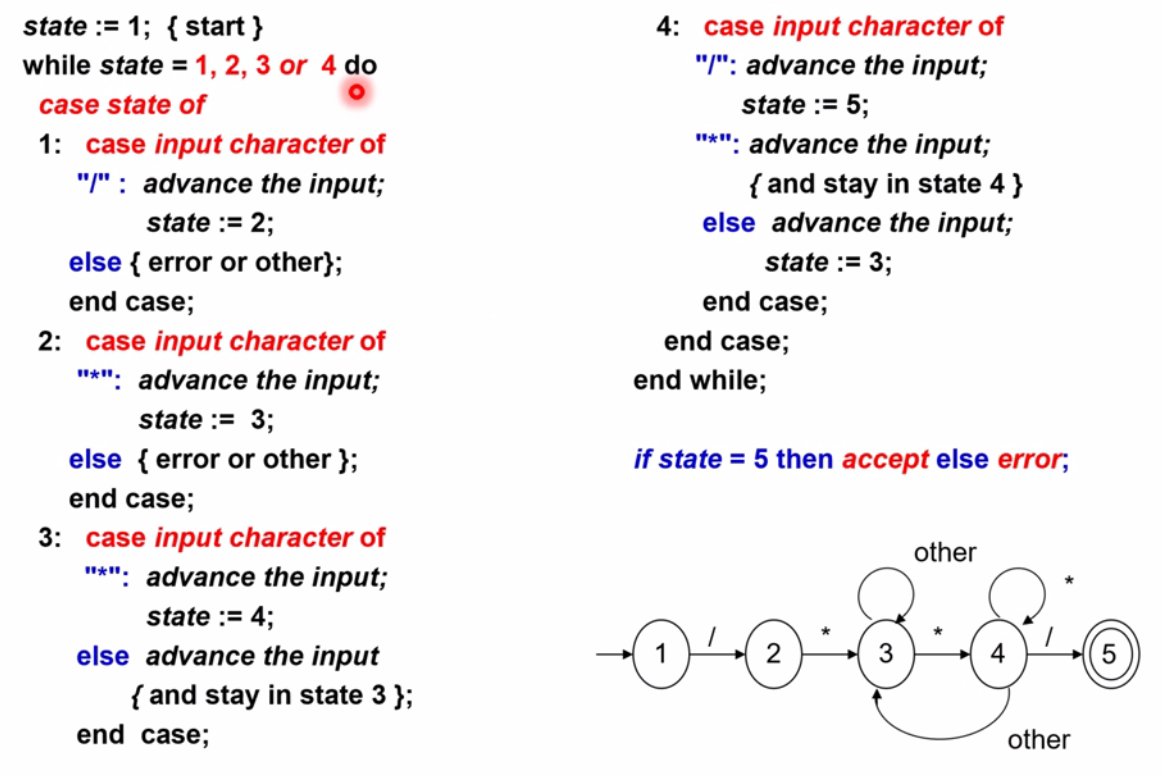 state := 1; { start }
while state = 1, 2, 3 or 4 do
case state of
1: case input character of
"/" : advance the input;
state := 2;
else { error or other};
end case;
2: case input character of
"*": advance the input;
state := 3;
else { error or other };
end case;
3: case input character of
"*": advance the input;
state := 4;
else advance the input
{ and stay in state 3 };
end case;
4: case input character of
"/": advance the input;
state := 5;
"*": advance the input;
{ and stay in state 4 }
else advance the input;
state := 3;
end case;
end case;
end while;
if state = 5 then accept else error;
other
*
1 / 2 * 3 * 4 / 5
other